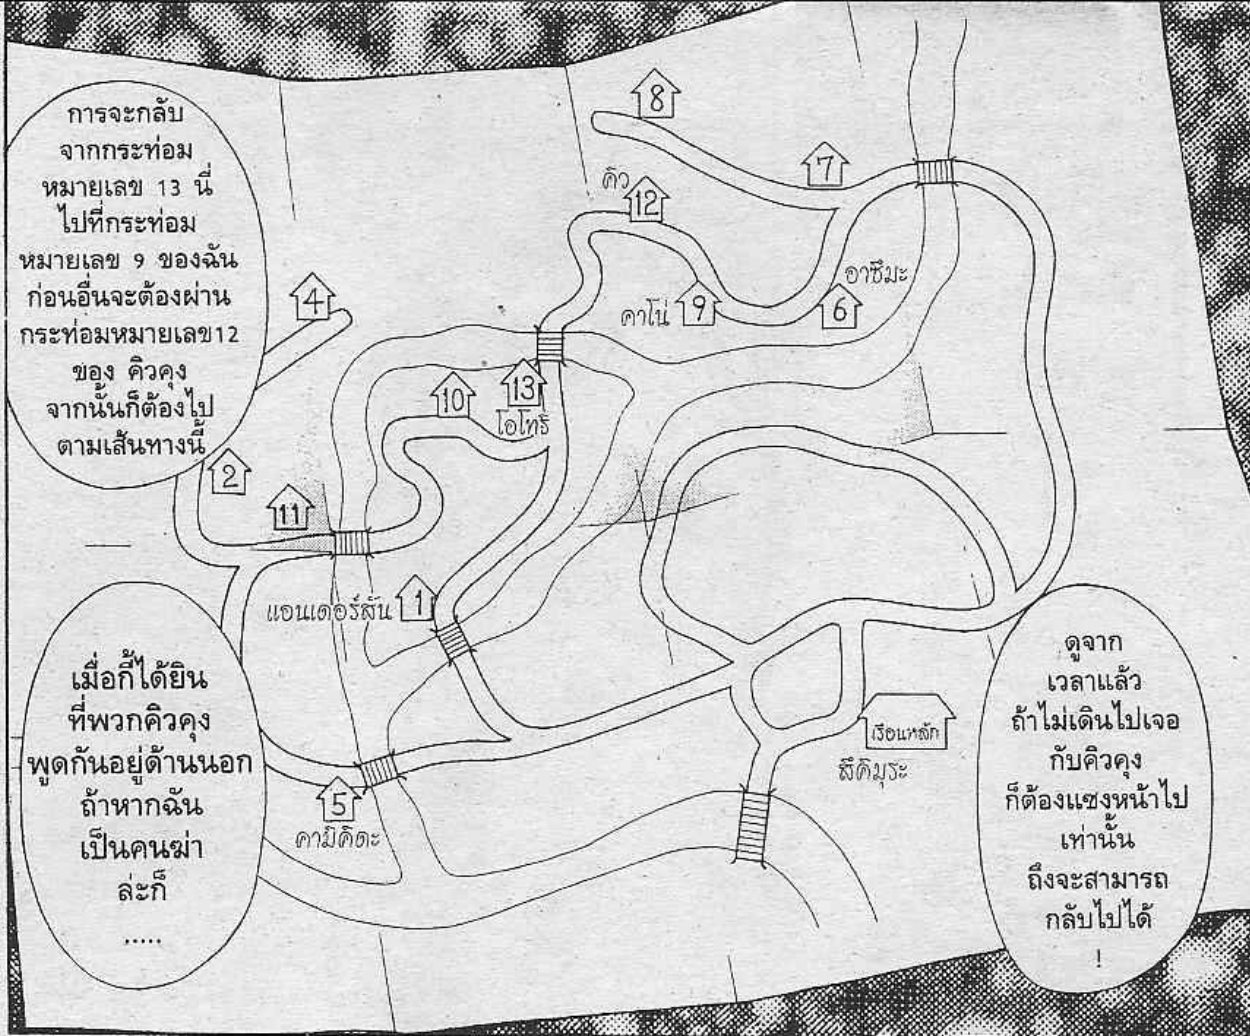 การจะกลับ
จากกระท่อม
หมายเลข 13 นี่
ไปที่กระท่อม
หมายเลข 9 ของฉัน
ก่อนอื่นจะต้องผ่าน
กระท่อมหมายเลข12
ของ คิวคุง
จากนั้นก็ต้องไป
ตามเส้นทางนี้
8
7
คิว
12
อาซึมะ
4
คาโน่
9
6
13
10
โอโทริ
2
11
แอนเดอร์สัน
1
เมื่อกี้ได้ยิน
ที่พวกคิวคุง
พูดกันอยู่ด้านนอก
ถ้าหากฉัน
เป็นคนฆ่า
ล่ะก็
.....
5
คามิคิตะ
เรือนหลัก
สึคิมุระ
ดูจาก
เวลาแล้ว
ถ้าไม่เดินไปเจอ
กับคิวคุง
ก็ต้องแซงหน้าไป
เท่านั้น
ถึงจะสามารถ
กลับไปได้
!